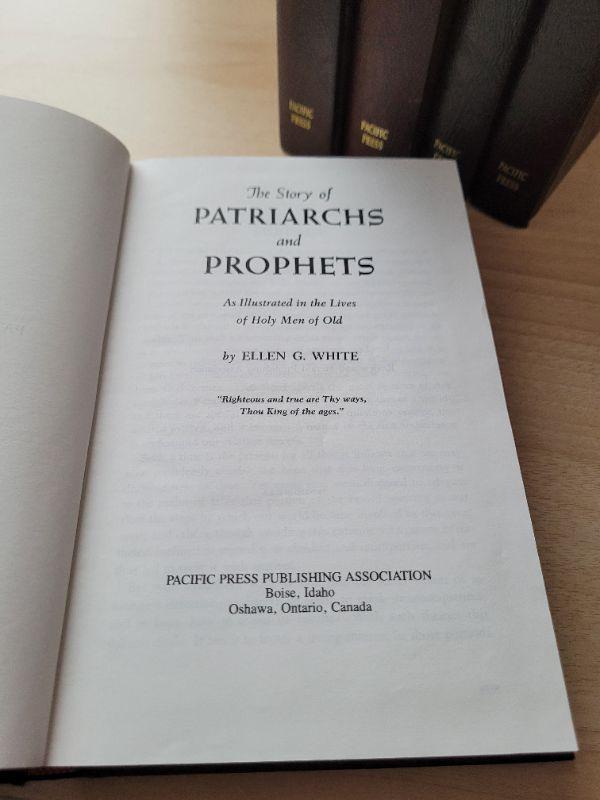 PACIFIC
PRESS
PACIFIC
PRESS
PACIFIC
PACIFIC
PRESS
The Story of
PATRIARCHS
and
PROPHETS
As Illustrated in the Lives
of Holy Men of Old
by ELLEN G. WHITE
"Righteous and true are Thy ways,
Thou King of the ages."
PACIFIC PRESS PUBLISHING ASSOCIATION
Boise, Idaho
Oshawa, Ontario, Canada